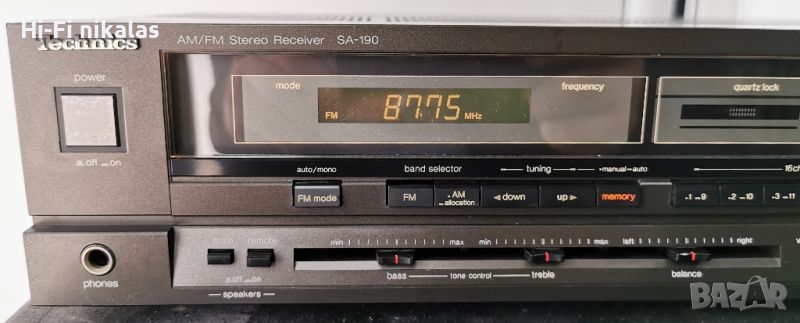 Hi-Fi nikalas
Technics
AM/FM Stereo Receiver SA-190
power
off on
mode
FM 87.75 MHz
frequency
quartz lock
auto/mono
band selector
tuning
manual-auto
FM mode
FM
AM
allocation
down
up
memory
1-9
2-10
3-11
main
remote
off on
speakers
phones
min max
min max
left right
bass
tone control
treble
balance
BAZAR